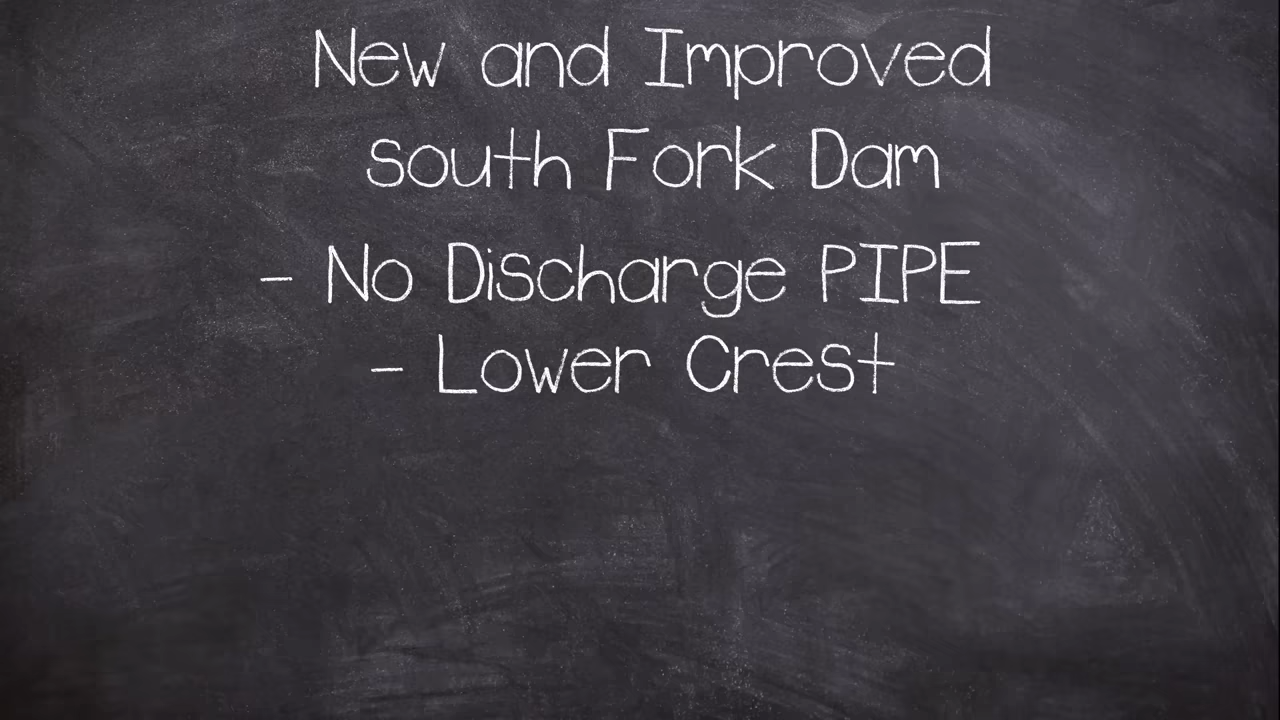 New and Improved
south Fork Dam
- No Discharge PIPE
- Lower Crest